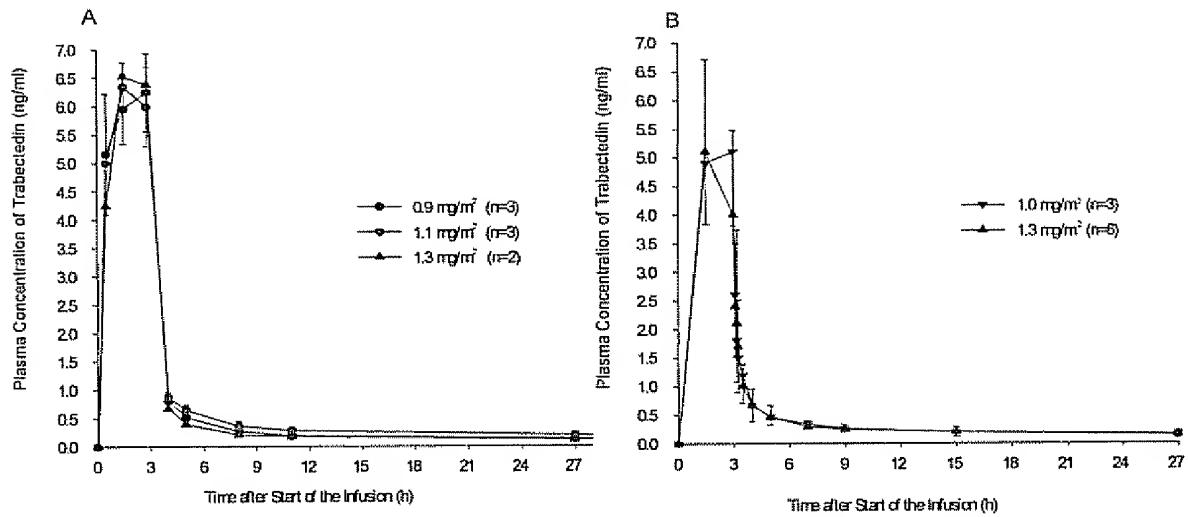 A
Plasma Concentration of Trabectedin (ng/ml)
7.0
6.5
6.0
5.5
5.0
4.5
4.0
3.5
3.0
2.5
2.0
1.5
1.0
0.5
0.0
0.9 mg/m² (n=3)
1.1 mg/m² (n=3)
1.3 mg/m² (n=2)
0 3 6 9 12 15 18 21 24 27
Time after Start of the Infusion (h)
B
Plasma Concentration of Trabectedin (ng/ml)
7.0
6.5
6.0
5.5
5.0
4.5
4.0
3.5
3.0
2.5
2.0
1.5
1.0
0.5
0.0
1.0 mg/m² (n=3)
1.3 mg/m² (n=6)
0 3 6 9 12 15 18 21 24 27
Time after Start of the Infusion (h)